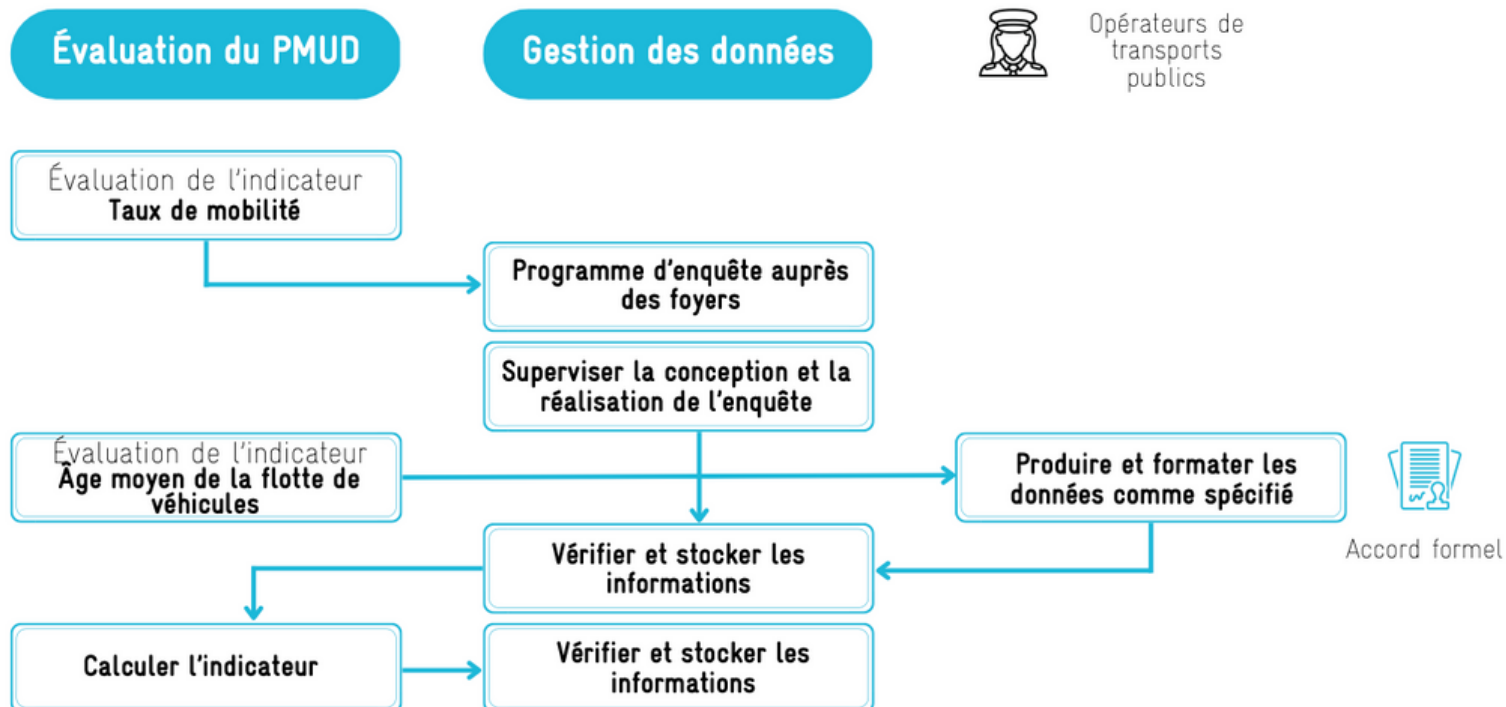 Évaluation du PMUD
Gestion des données
Opérateurs de
transports
publics
Évaluation de l'indicateur
Taux de mobilité
Programme d'enquête auprès
des foyers
Superviser la conception et la
réalisation de l'enquête
Évaluation de l'indicateur
Âge moyen de la flotte de
véhicules
Produire et formater les
données comme spécifié
Accord formel
Vérifier et stocker les
informations
Calculer l'indicateur
Vérifier et stocker les
informations